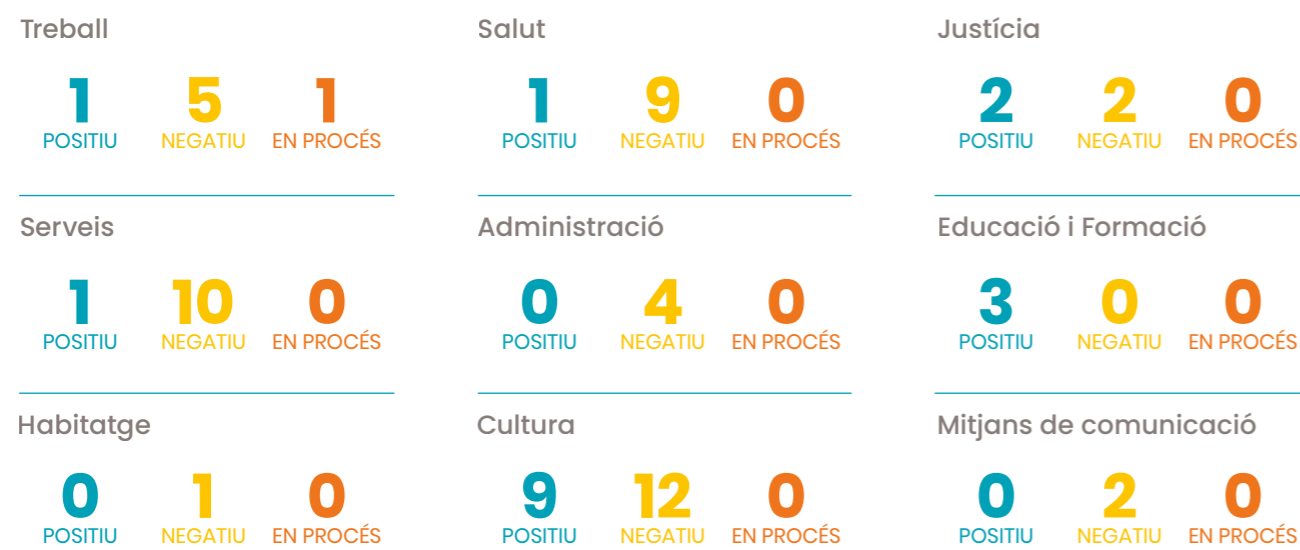 Treball
1 5 1
POSITIU NEGATIU EN PROCÉS
Salut
1 9 0
POSITIU NEGATIU EN PROCÉS
Justícia
2 2 0
POSITIU NEGATIU EN PROCÉS
Serveis
1 10 0
POSITIU NEGATIU EN PROCÉS
Administració
0 4 0
POSITIU NEGATIU EN PROCÉS
Educació i Formació
3 0 0
POSITIU NEGATIU EN PROCÉS
Habitatge
0 1 0
POSITIU NEGATIU EN PROCÉS
Cultura
9 12 0
POSITIU NEGATIU EN PROCÉS
Mitjans de comunicació
0 2 0
POSITIU NEGATIU EN PROCÉS